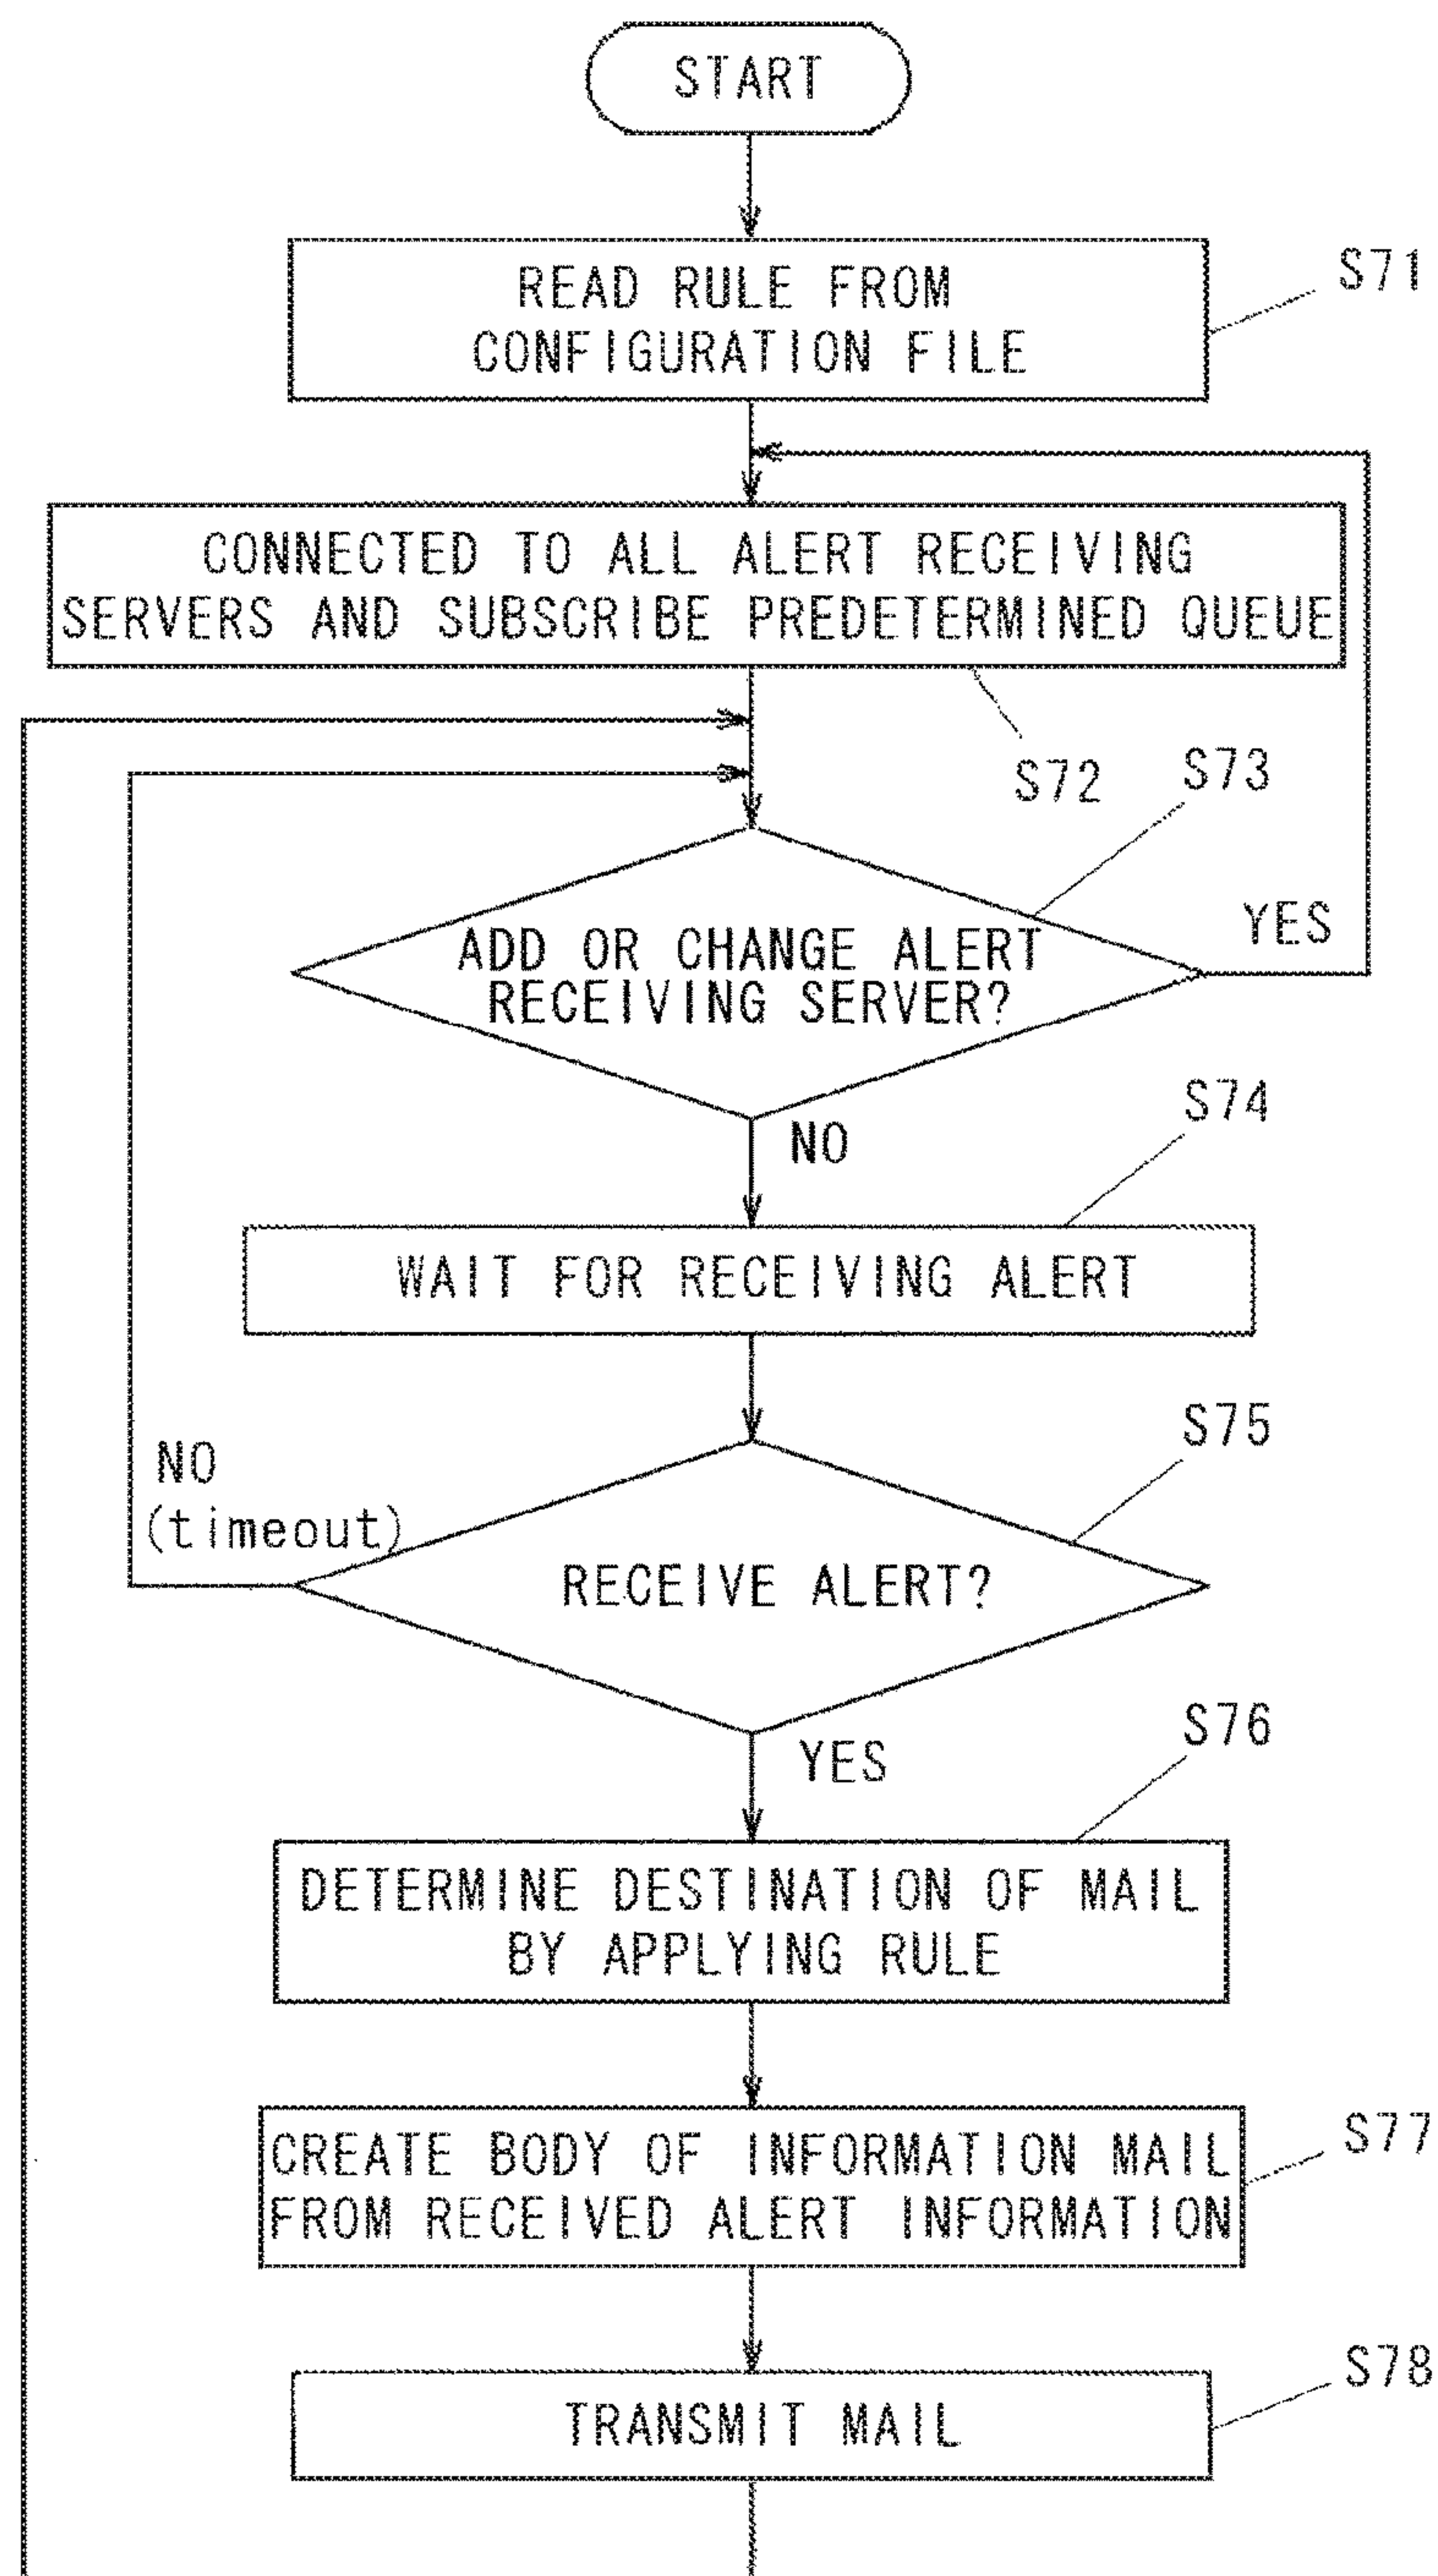 START
READ RULE FROM
CONFIGURATION FILE
S71
CONNECTED TO ALL ALERT RECEIVING
SERVERS AND SUBSCRIBE PREDETERMINED QUEUE
S72
S73
ADD OR CHANGE ALERT
RECEIVING SERVER?
YES
NO
S74
WAIT FOR RECEIVING ALERT
S75
NO
(timeout)
RECEIVE ALERT?
YES
S76
DETERMINE DESTINATION OF MAIL
BY APPLYING RULE
CREATE BODY OF INFORMATION MAIL
FROM RECEIVED ALERT INFORMATION
S77
TRANSMIT MAIL
S78